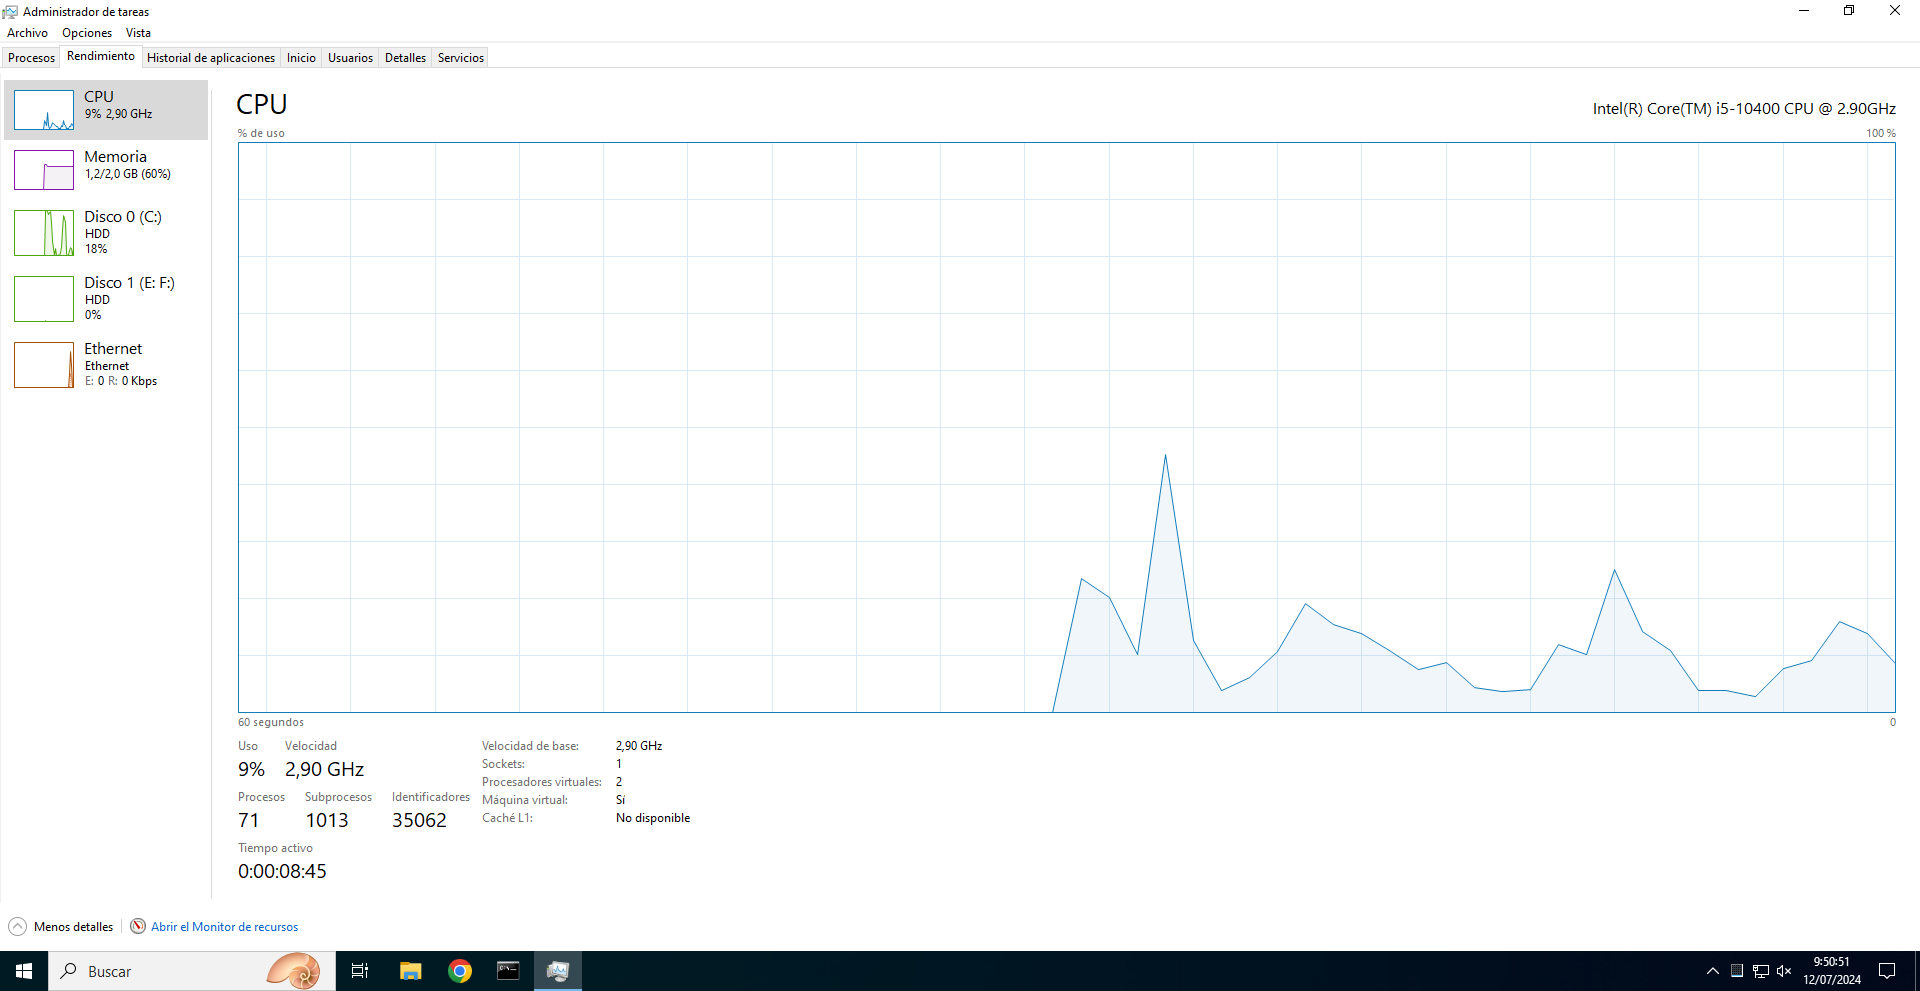 Administrador de tareas
Archivo Opciones Vista
Procesos Rendimiento Historial de aplicaciones Inicio Usuarios Detalles Servicios
CPU
9% 2,90 GHz
Memoria
1,2/2,0 GB (60%)
Disco 0 (C:)
HDD
18%
Disco 1 (E: F:)
HDD
0%
Ethernet
Ethernet
E: 0 R: 0 Kbps
CPU
Intel(R) Core(TM) i5-10400 CPU @ 2.90GHz
% de uso
100 %
60 segundos
0
Uso Velocidad
9% 2,90 GHz
Procesos Subprocesos Identificadores
71 1013 35062
Tiempo activo
0:00:08:45
Velocidad de base: 2,90 GHz
Sockets: 1
Procesadores virtuales: 2
Máquina virtual: Sí
Caché L1: No disponible
Menos detalles
Abrir el Monitor de recursos
Buscar
9:50:51
12/07/2024